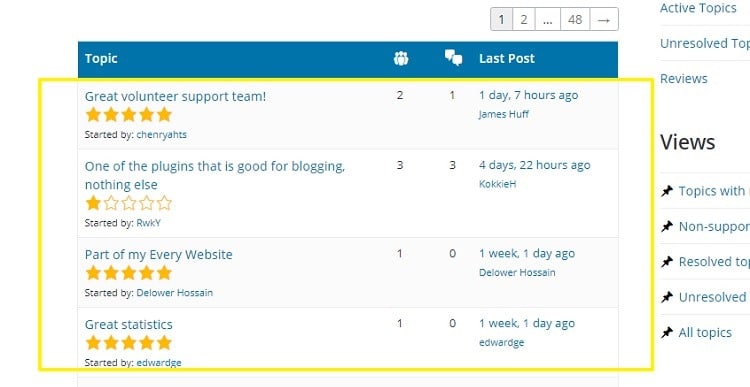 1 2 ... 48 →
Topic Last Post
Great volunteer support team! 2 1 1 day, 7 hours ago
James Huff
Started by: chenryahts
One of the plugins that is good for blogging, 3 3 4 days, 22 hours ago
nothing else KokkieH
Started by: RwkY
Part of my Every Website 1 0 1 week, 1 day ago
Delower Hossain
Started by: Delower Hossain
Great statistics 1 0 1 week, 1 day ago
edwardge
Started by: edwardge
Active Topics
Unresolved Top
Reviews
Views
Topics with
Non-suppor
Resolved top
Unresolved
All topics